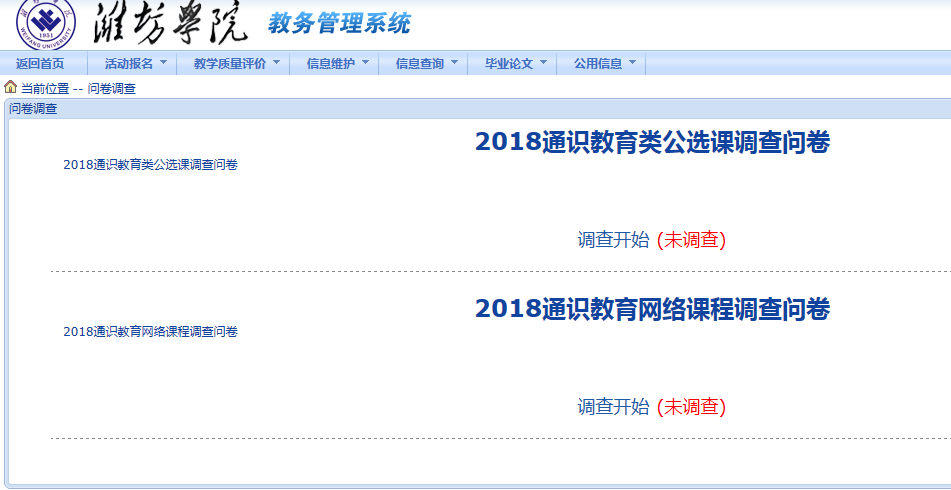 WEIFANG UNIVERSITY
1951
潍坊学院
教务管理系统
返回首页 活动报名 教学质量评价 信息维护 信息查询 毕业论文 公用信息
当前位置 -- 问卷调查
问卷调查
2018通识教育类公选课调查问卷
2018通识教育类公选课调查问卷
调查开始 (未调查)
2018通识教育网络课程调查问卷
2018通识教育网络课程调查问卷
调查开始 (未调查)